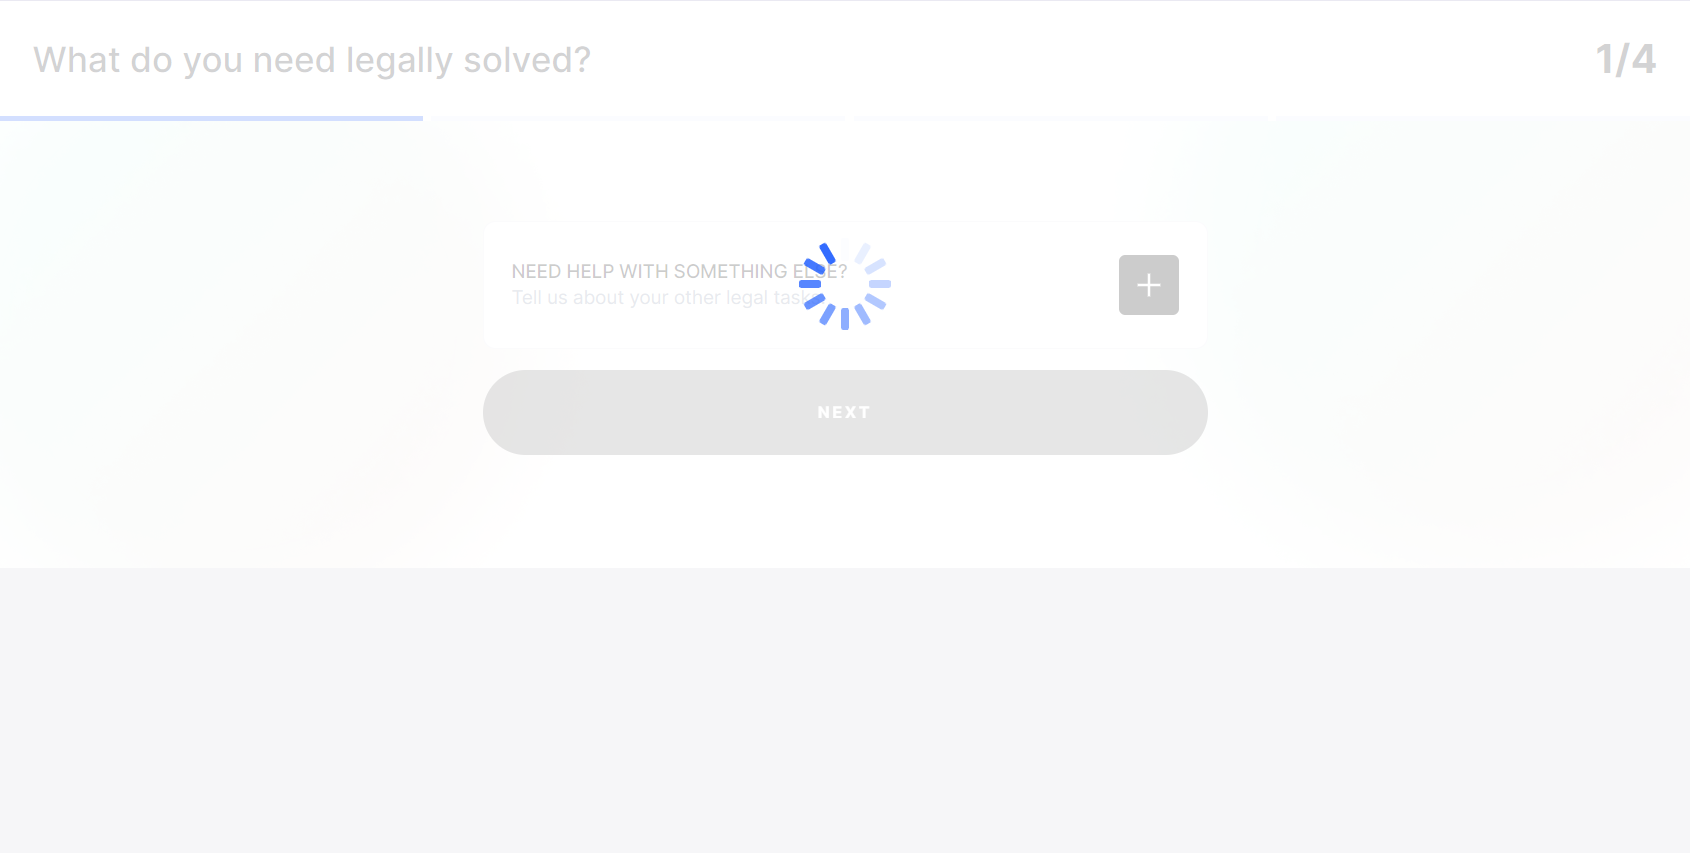 What do you need legally solved?
1/4
NEED HELP WITH SOMETHING ELSE?
Tell us about your other legal tasks
NEXT